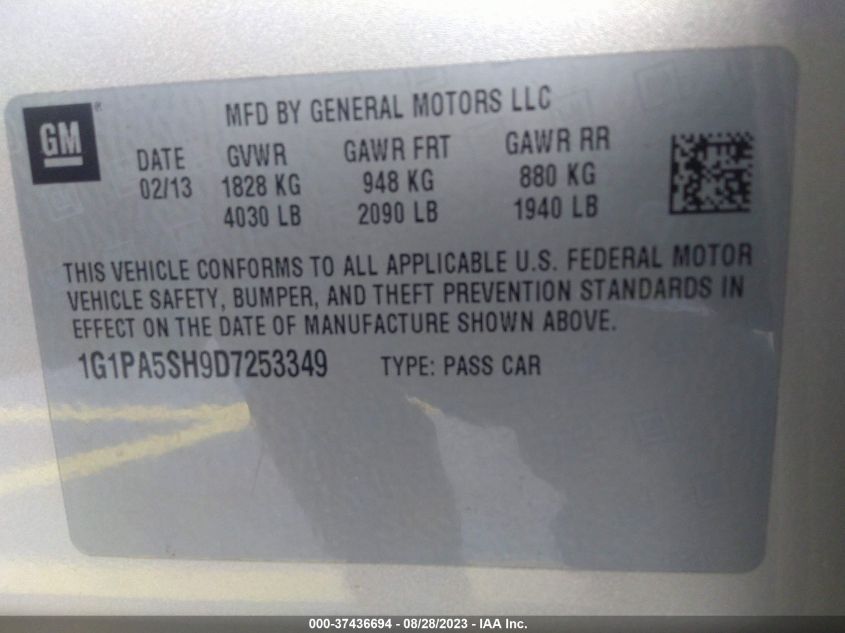 GM
MFD BY GENERAL MOTORS LLC
DATE GVWR GAWR FRT GAWR RR
02/13 1828 KG 948 KG 880 KG
4030 LB 2090 LB 1940 LB
THIS VEHICLE CONFORMS TO ALL APPLICABLE U.S. FEDERAL MOTOR
VEHICLE SAFETY, BUMPER, AND THEFT PREVENTION STANDARDS IN
EFFECT ON THE DATE OF MANUFACTURE SHOWN ABOVE.
1G1PA5SH9D7253349 TYPE: PASS CAR
000-37436694 - 08/28/2023 - IAA Inc.